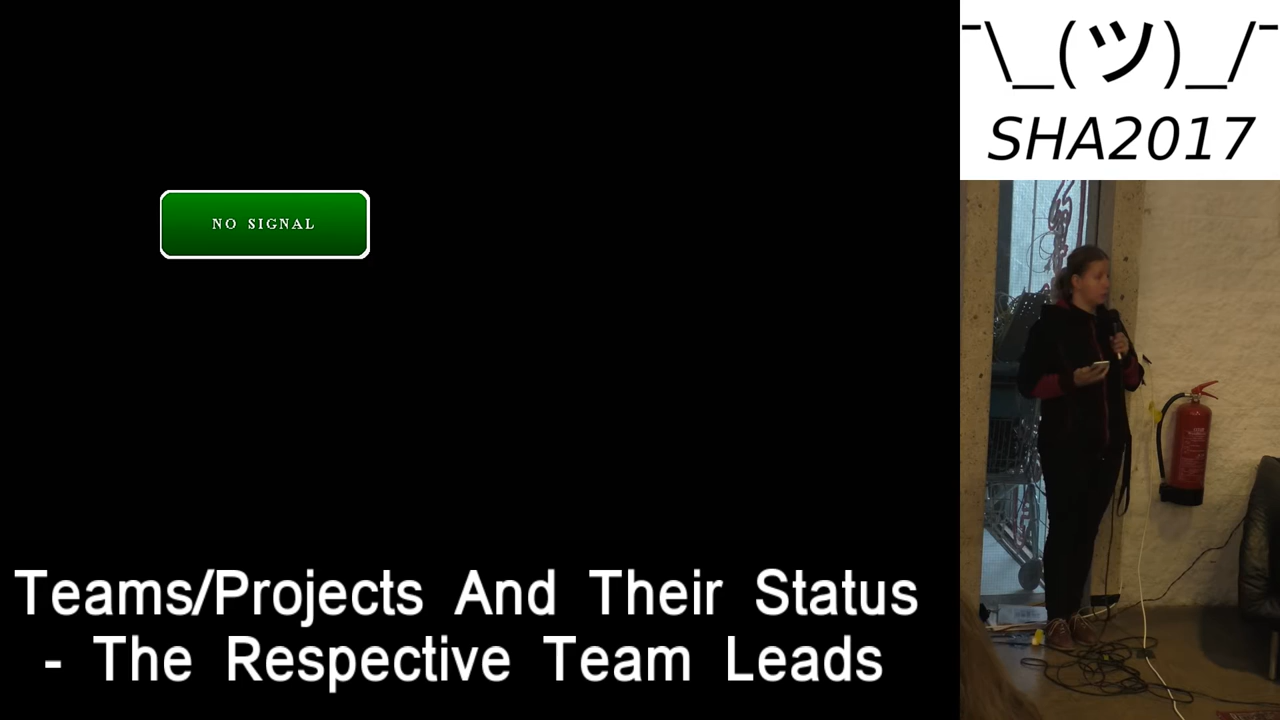 ¯\_(ツ)_/¯
SHA2017
NO SIGNAL
Teams/Projects And Their Status
- The Respective Team Leads